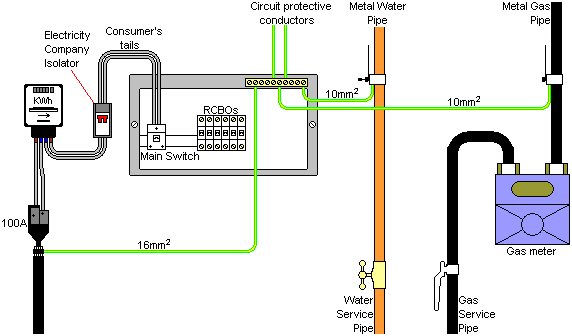 Electricity
Company
Isolator
Consumer's
tails
Circuit protective
conductors
Metal Water
Pipe
Metal Gas
Pipe
KWh
RCBOs
10mm²
10mm²
Main Switch
100A
16mm²
Gas meter
Water
Service
Pipe
Gas
Service
Pipe